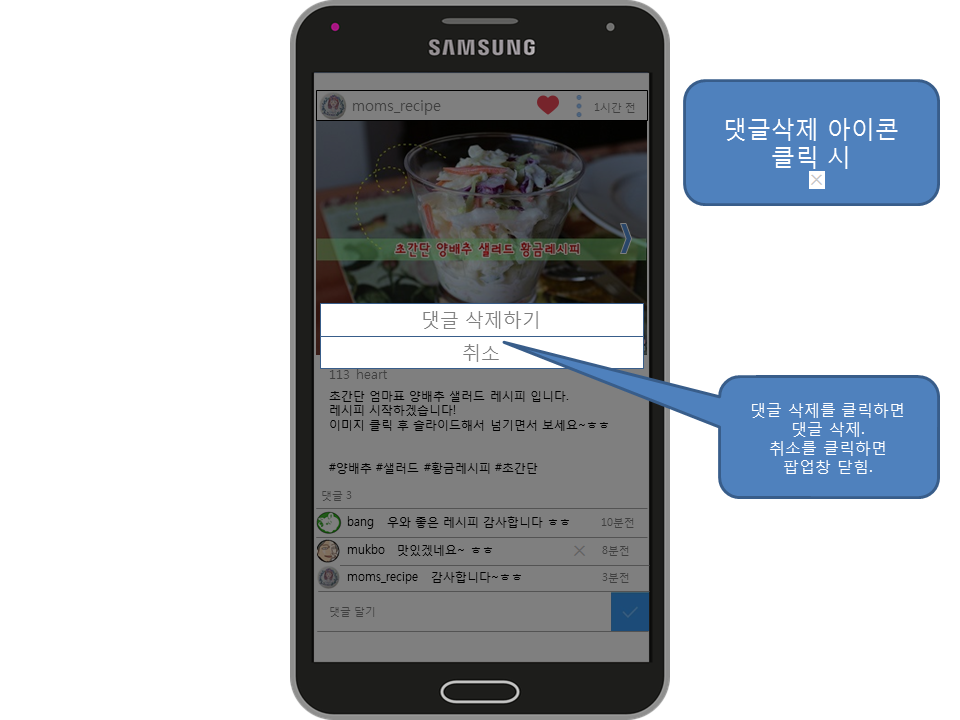 SAMSUNG
moms_recipe
1시간 전
초간단 양배추 샐러드 황금레시피
댓글 삭제하기
취소
113 heart
초간단 엄마표 양배추 샐러드 레시피 입니다.
레시피 시작하겠습니다!
이미지 클릭 후 슬라이드해서 넘기면서 보세요~ㅎㅎ
#양배추 #샐러드 #황금레시피 #초간단
댓글 3
bang 우와 좋은 레시피 감사합니다 ㅎㅎ 10분전
mukbo 맛있겠네요~ ㅎㅎ 8분전
moms_recipe 감사합니다~ㅎㅎ 3분전
댓글 달기
댓글삭제 아이콘
클릭 시
댓글 삭제를 클릭하면
댓글 삭제.
취소를 클릭하면
팝업창 닫힘.